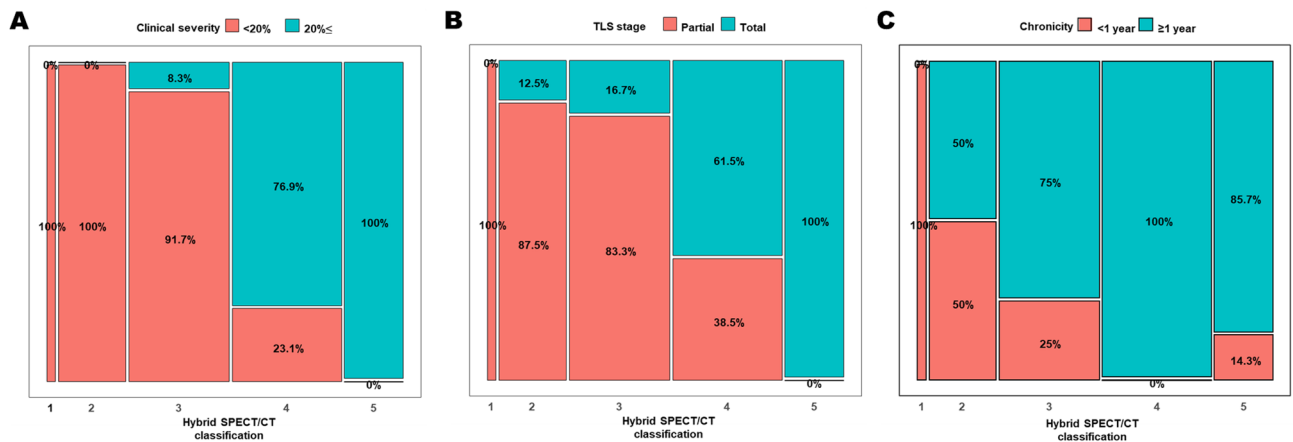 A
Clinical severity <20% 20%≤
0% 0%
8.3%
76.9%
100%
100% 100%
91.7%
23.1%
0%
1 2 3 4 5
Hybrid SPECT/CT
classification
B
TLS stage Partial Total
0%
12.5%
16.7%
61.5%
100%
100%
87.5%
83.3%
38.5%
0%
1 2 3 4 5
Hybrid SPECT/CT
classification
C
Chronicity <1 year ≥1 year
0%
50%
75%
100%
85.7%
100%
50%
25%
14.3%
0%
1 2 3 4 5
Hybrid SPECT/CT
classification